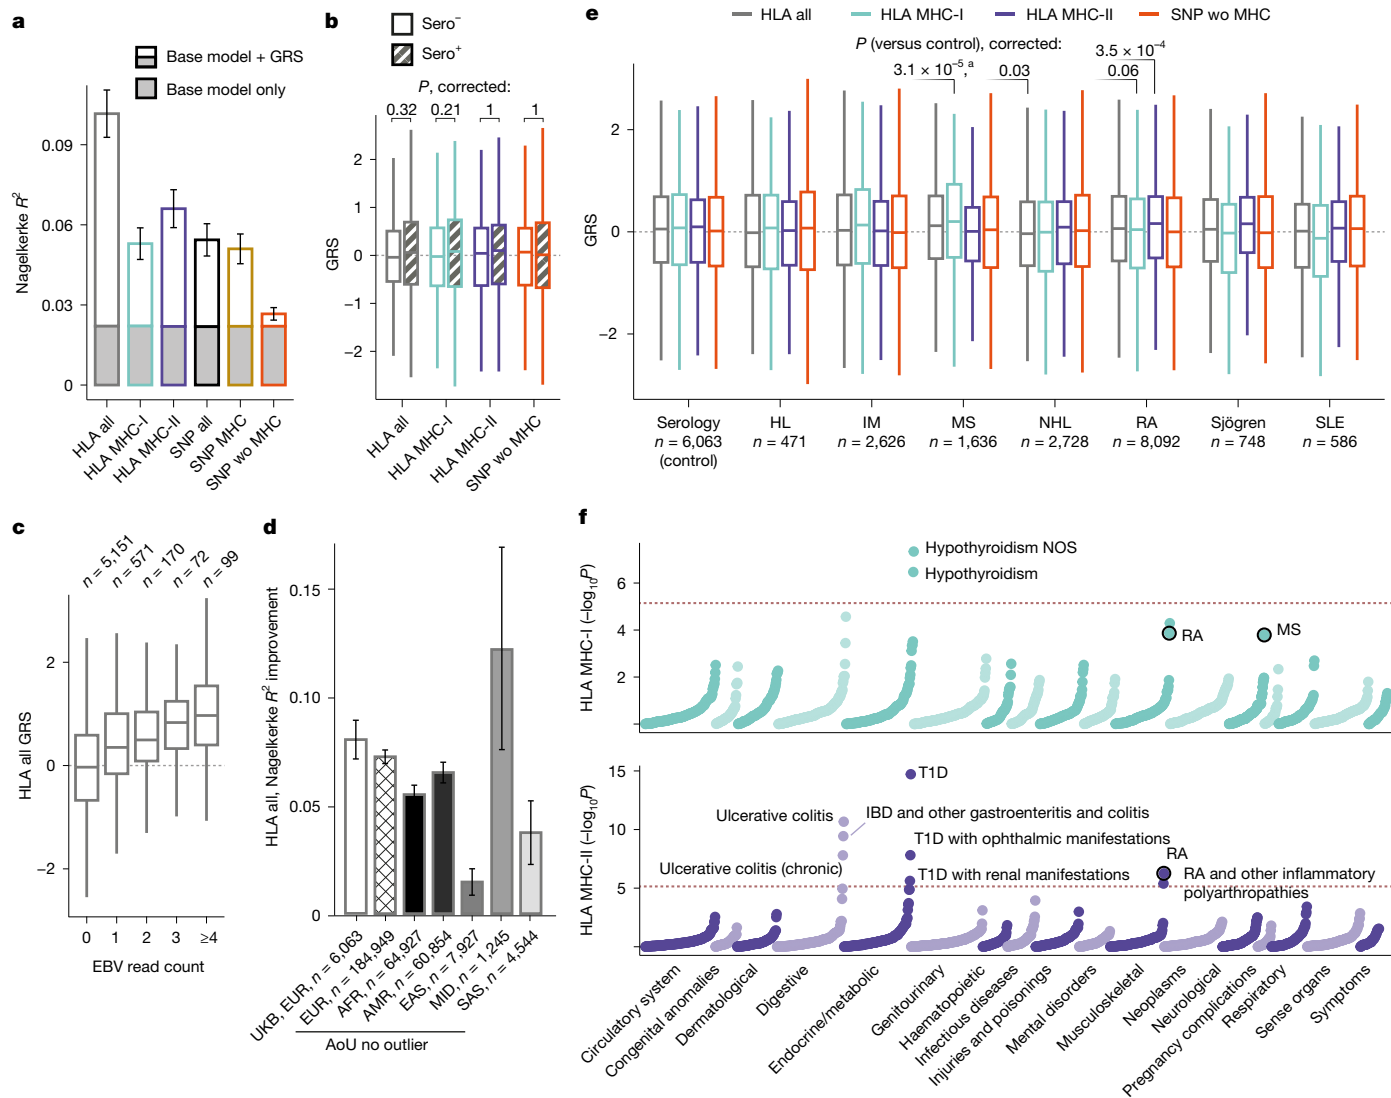 a
Base model + GRS
Base model only
Nagelkerke R²
0.09
0.06
0.03
0
HLA all
HLA MHC-I
HLA MHC-II
SNP all
SNP MHC
SNP wo MHC
b
Sero⁻
Sero⁺
P, corrected:
0.32
0.21
1
1
GRS
2
1
0
−1
−2
HLA all
HLA MHC-I
HLA MHC-II
SNP wo MHC
e
HLA all
HLA MHC-I
HLA MHC-II
SNP wo MHC
P (versus control), corrected:
3.1 × 10⁻⁵,ᵃ
0.03
3.5 × 10⁻⁴
0.06
GRS
2
0
−2
Serology
n = 6,063
(control)
HL
n = 471
IM
n = 2,626
MS
n = 1,636
NHL
n = 2,728
RA
n = 8,092
Sjögren
n = 748
SLE
n = 586
c
n = 5,151
n = 571
n = 170
n = 72
n = 99
HLA all GRS
2
0
−2
0
1
2
3
≥4
EBV read count
d
HLA all, Nagelkerke R² improvement
0.15
0.10
0.05
0
UKB, EUR, n = 6,063
EUR, n = 184,949
AFR, n = 64,927
AMR, n = 60,854
EAS, n = 7,927
MID, n = 1,245
SAS, n = 4,544
AoU no outlier
f
HLA MHC-I (−log₁₀P)
6
4
2
Hypothyroidism NOS
Hypothyroidism
RA
MS
HLA MHC-II (−log₁₀P)
15
10
5
T1D
Ulcerative colitis
IBD and other gastroenteritis and colitis
T1D with ophthalmic manifestations
Ulcerative colitis (chronic)
T1D with renal manifestations
RA
RA and other inflammatory
polyarthropathies
Circulatory system
Congenital anomalies
Dermatological
Digestive
Endocrine/metabolic
Genitourinary
Haematopoietic
Infectious diseases
Injuries and poisonings
Mental disorders
Musculoskeletal
Neoplasms
Neurological
Pregnancy complications
Respiratory
Sense organs
Symptoms